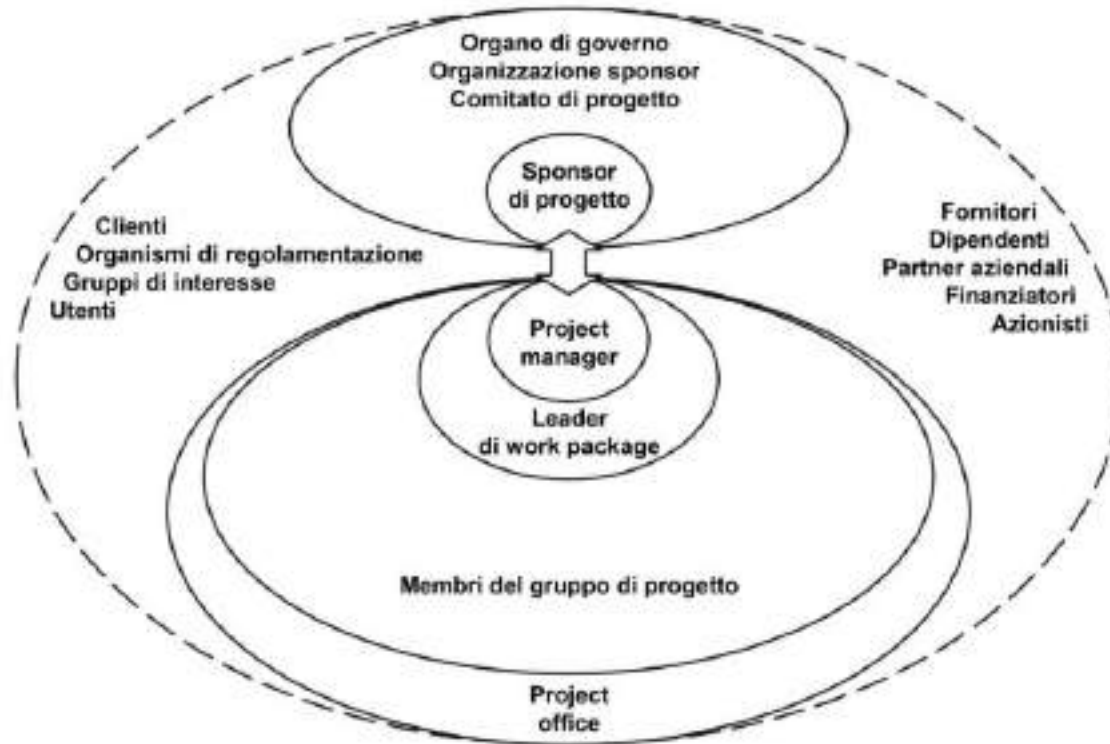 Organo di governo
Organizzazione sponsor
Comitato di progetto
Sponsor
di progetto
Clienti
Organismi di regolamentazione
Gruppi di interesse
Utenti
Fornitori
Dipendenti
Partner aziendali
Finanziatori
Azionisti
Project
manager
Leader
di work package
Membri del gruppo di progetto
Project
office